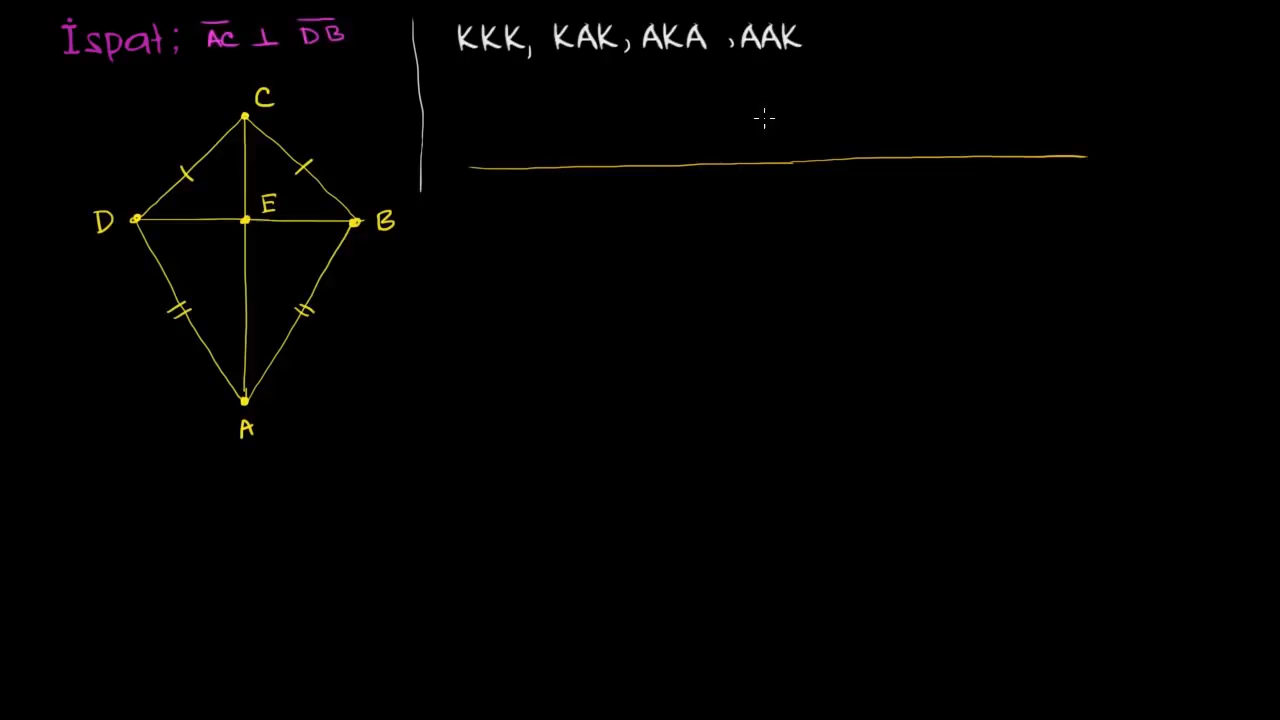 İspat; AC ⊥ DB
KKK, KAK, AKA, AAK
C
D
E
B
A